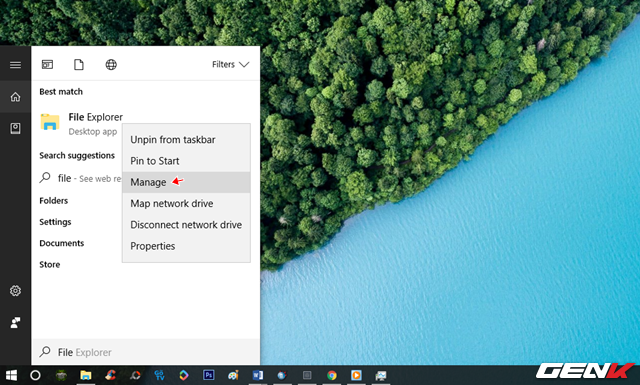 Filters
Best match
File Explorer
Desktop app
Search suggestions
file - See web re
Folders
Settings
Documents
Store
Unpin from taskbar
Pin to Start
Manage
Map network drive
Disconnect network drive
Properties
File Explorer
Ps
GENK